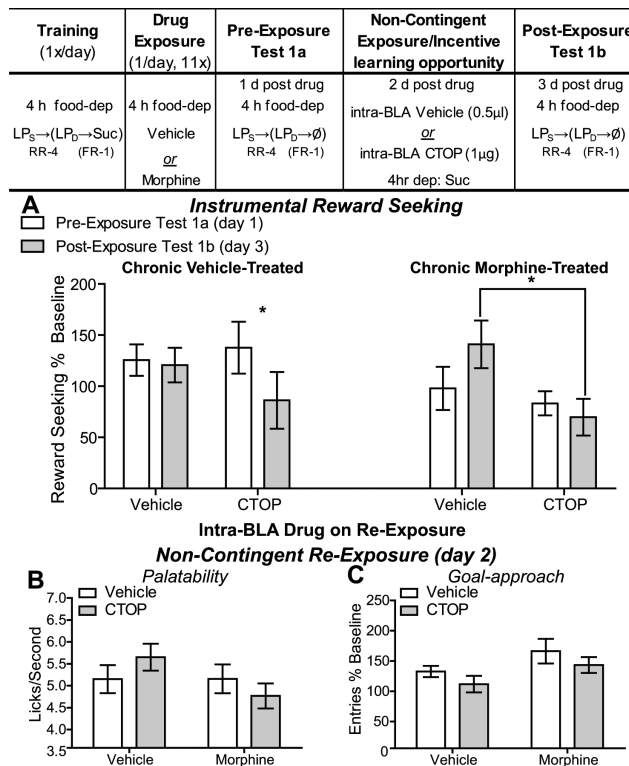 Training
(1x/day)
Drug
Exposure
(1/day, 11x)
Pre-Exposure
Test 1a
Non-Contingent
Exposure/Incentive
learning opportunity
Post-Exposure
Test 1b
4 h food-dep
LPS→(LPD→Suc)
RR-4 (FR-1)
4 h food-dep
Vehicle
or
Morphine
1 d post drug
4 h food-dep
LPS→(LPD→Ø)
RR-4 (FR-1)
2 d post drug
intra-BLA Vehicle (0.5µl)
or
intra-BLA CTOP (1µg)
4hr dep: Suc
3 d post drug
4 h food-dep
LPS→(LPD→Ø)
RR-4 (FR-1)
A Instrumental Reward Seeking
Pre-Exposure Test 1a (day 1)
Post-Exposure Test 1b (day 3)
Chronic Vehicle-Treated
Chronic Morphine-Treated
Reward Seeking % Baseline
200
150
100
50
0
*
*
Vehicle CTOP Vehicle CTOP
Intra-BLA Drug on Re-Exposure
Non-Contingent Re-Exposure (day 2)
B Palatability
Vehicle
CTOP
Licks/Second
7.0
6.5
6.0
5.5
5.0
4.5
4.0
3.5
Vehicle Morphine
C Goal-approach
Vehicle
CTOP
Entries % Baseline
250
200
150
100
50
0
Vehicle Morphine